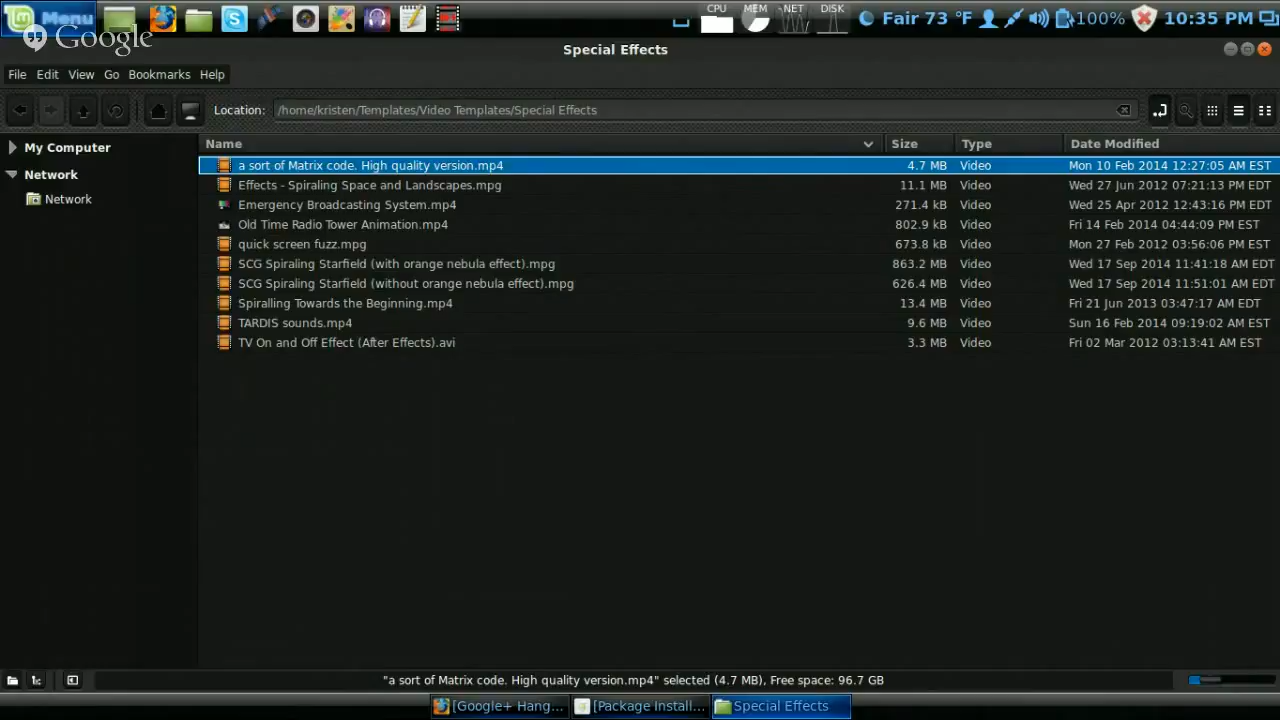 Menu CPU MEM NET DISK Fair 73 °F 100% 10:35 PM
Google
Special Effects
File Edit View Go Bookmarks Help
Location: /home/kristen/Templates/Video Templates/Special Effects
My Computer
Network
Network
Name Size Type Date Modified
a sort of Matrix code. High quality version.mp4 4.7 MB Video Mon 10 Feb 2014 12:27:05 AM EST
Effects - Spiraling Space and Landscapes.mpg 11.1 MB Video Wed 27 Jun 2012 07:21:13 PM EDT
Emergency Broadcasting System.mp4 271.4 kB Video Wed 25 Apr 2012 12:43:16 PM EDT
Old Time Radio Tower Animation.mp4 802.9 kB Video Fri 14 Feb 2014 04:44:09 PM EST
quick screen fuzz.mpg 673.8 kB Video Mon 27 Feb 2012 03:56:06 PM EST
SCG Spiraling Starfield (with orange nebula effect).mpg 863.2 MB Video Wed 17 Sep 2014 11:41:18 AM EDT
SCG Spiraling Starfield (without orange nebula effect).mpg 626.4 MB Video Wed 17 Sep 2014 11:51:01 AM EDT
Spiralling Towards the Beginning.mp4 13.4 MB Video Fri 21 Jun 2013 03:47:17 AM EDT
TARDIS sounds.mp4 9.6 MB Video Sun 16 Feb 2014 09:19:02 AM EST
TV On and Off Effect (After Effects).avi 3.3 MB Video Fri 02 Mar 2012 03:13:41 AM EST
"a sort of Matrix code. High quality version.mp4" selected (4.7 MB), Free space: 96.7 GB
[Google+ Hang... [Package Install... Special Effects